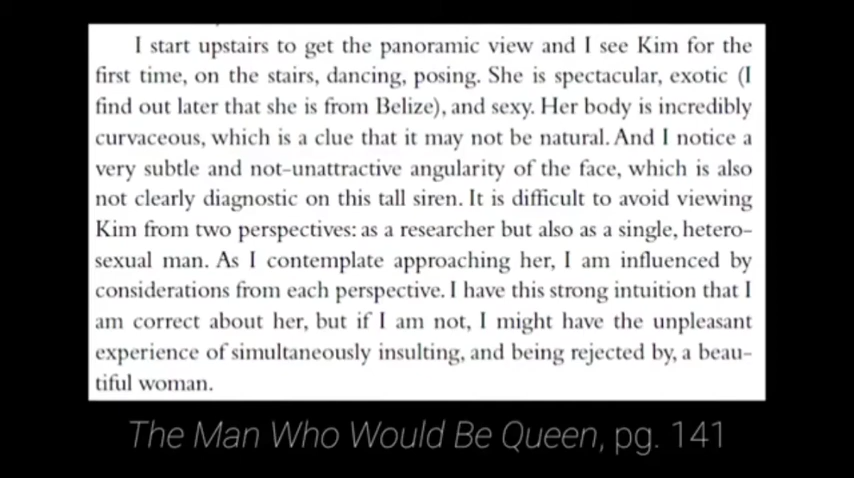 I start upstairs to get the panoramic view and I see Kim for the
first time, on the stairs, dancing, posing. She is spectacular, exotic (I
find out later that she is from Belize), and sexy. Her body is incredibly
curvaceous, which is a clue that it may not be natural. And I notice a
very subtle and not-unattractive angularity of the face, which is also
not clearly diagnostic on this tall siren. It is difficult to avoid viewing
Kim from two perspectives: as a researcher but also as a single, hetero-
sexual man. As I contemplate approaching her, I am influenced by
considerations from each perspective. I have this strong intuition that I
am correct about her, but if I am not, I might have the unpleasant
experience of simultaneously insulting, and being rejected by, a beau-
tiful woman.
The Man Who Would Be Queen, pg. 141